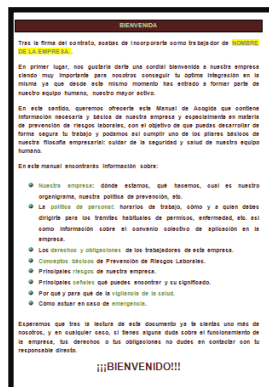 BIENVENIDA
Tras la firma del contrato, acabas de incorporarte como trabajador de NOMBRE
DE LA EMPRESA.
En primer lugar, nos gustaría darte una cordial bienvenida a nuestra empresa
siendo muy importante para nosotros conseguir tu óptima integración en la
misma ya que desde este mismo momento has entrado a formar parte de
nuestro equipo humano, nuestro mayor activo.
En este sentido, queremos ofrecerte este Manual de Acogida que contiene
información necesaria y básica de nuestra empresa y especialmente en materia
de prevención de riesgos laborales, con el objetivo de que puedas desarrollar de
forma segura tu trabajo y podamos así cumplir uno de los pilares básicos de
nuestra filosofía empresarial: cuidar de la seguridad y salud de nuestro equipo
humano.
En este manual encontrarás información sobre:
Nuestra empresa: dónde estamos, qué hacemos, cual es nuestro
organigrama, nuestra política de prevención, etc.
La política de personal: horarios de trabajo, cómo y a quien debes
dirigirte para los trámites habituales de permisos, enfermedad, etc. así
como información sobre el convenio colectivo de aplicación en la
empresa.
Los derechos y obligaciones de los trabajadores de esta empresa.
Conceptos básicos de Prevención de Riesgos Laborales.
Principales riesgos de nuestra empresa.
Principales señales qué puedes encontrar y su significado.
Por qué y para qué de la vigilancia de la salud.
Cómo actuar en caso de emergencia.
Esperamos que tras la lectura de este documento ya te sientas uno más de
nosotros, y en cualquier caso, si tienes alguna duda sobre el funcionamiento de
la empresa, tus derechos o tus obligaciones no dudes en contactar con tu
responsable directo.
¡¡¡BIENVENIDO!!!